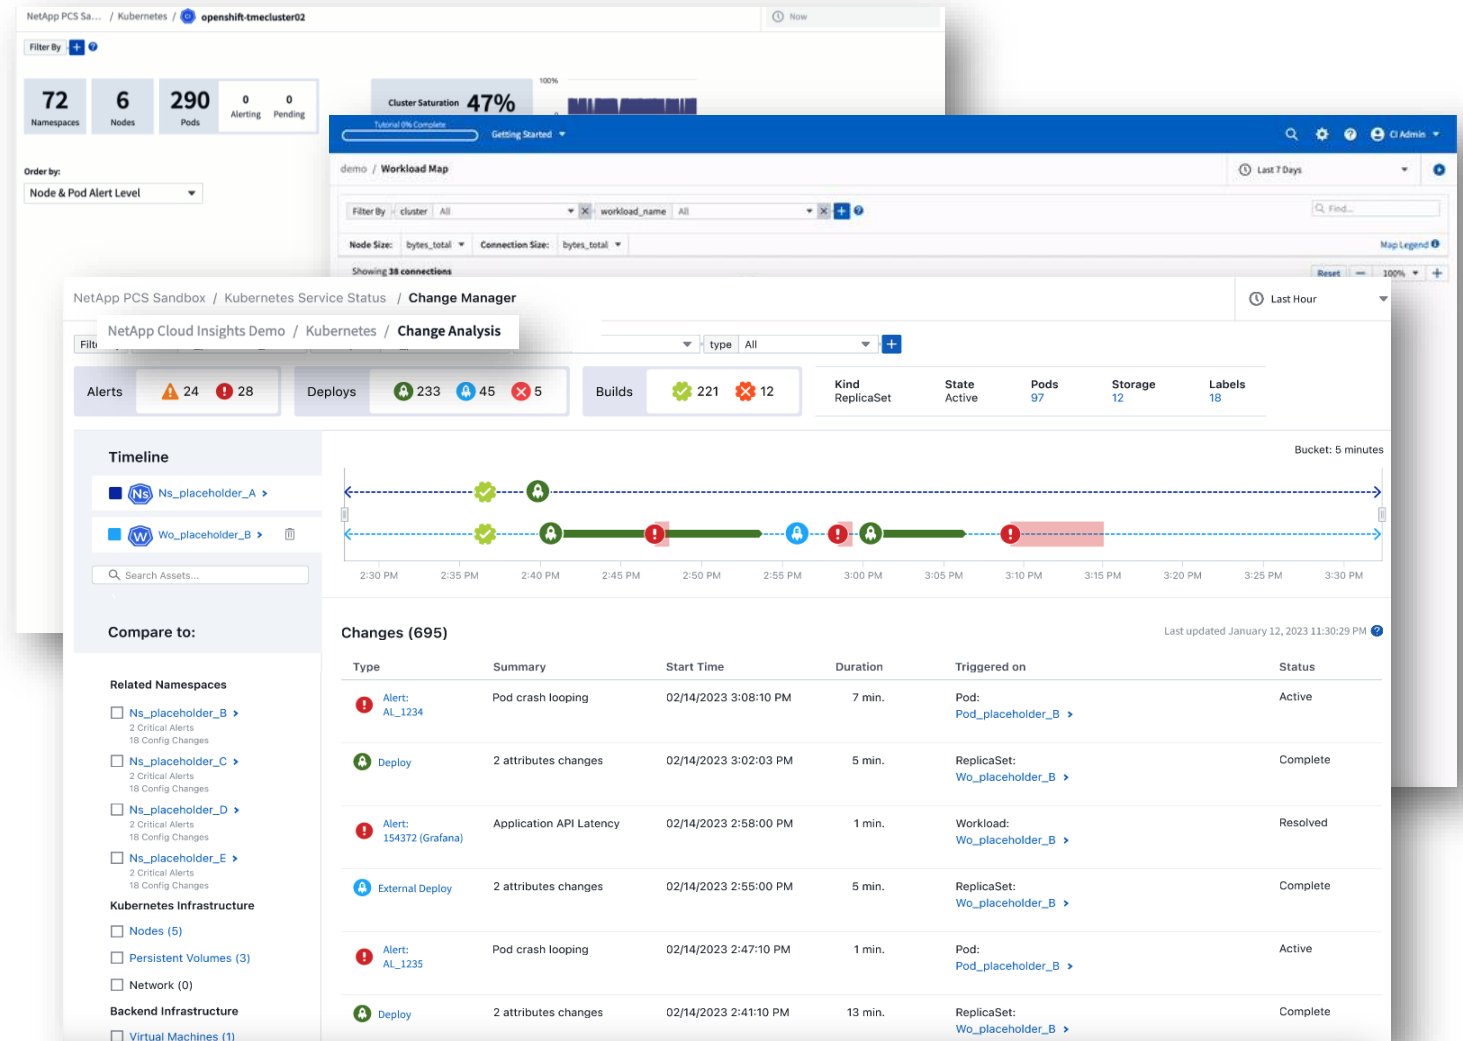 NetApp PCS Sa... / Kubernetes / openshift-tmecluster02
Now
Filter By +
?
72
Namespaces
6
Nodes
290
Pods
0
Alerting
0
Pending
Cluster Saturation 47%
100%
Order by:
Node & Pod Alert Level
Tutorial 0% Complete
Getting Started
CI Admin
demo / Workload Map
Last 7 Days
Filter By cluster All × workload_name All × + ?
Find...
Node Size: bytes_total Connection Size: bytes_total
Map Legend
Showing 38 connections
Reset — 100% +
NetApp PCS Sandbox / Kubernetes Service Status / Change Manager
Last Hour
NetApp Cloud Insights Demo / Kubernetes / Change Analysis
type All +
Alerts 24 28
Deploys 233 45 5
Builds 221 12
Kind State Pods Storage Labels
ReplicaSet Active 97 12 18
Timeline
Bucket: 5 minutes
Ns Ns_placeholder_A >
W Wo_placeholder_B >
Search Assets...
2:30 PM 2:35 PM 2:40 PM 2:45 PM 2:50 PM 2:55 PM 3:00 PM 3:05 PM 3:10 PM 3:15 PM 3:20 PM 3:25 PM 3:30 PM
Compare to:
Related Namespaces
Ns_placeholder_B >
2 Critical Alerts
18 Config Changes
Ns_placeholder_C >
2 Critical Alerts
18 Config Changes
Ns_placeholder_D >
2 Critical Alerts
18 Config Changes
Ns_placeholder_E >
2 Critical Alerts
18 Config Changes
Kubernetes Infrastructure
Nodes (5)
Persistent Volumes (3)
Network (0)
Backend Infrastructure
Virtual Machines (1)
Changes (695)
Last updated January 12, 2023 11:30:29 PM ?
Type Summary Start Time Duration Triggered on Status
Alert: AL_1234 Pod crash looping 02/14/2023 3:08:10 PM 7 min. Pod: Pod_placeholder_B > Active
Deploy 2 attributes changes 02/14/2023 3:02:03 PM 5 min. ReplicaSet: Wo_placeholder_B > Complete
Alert: 154372 (Grafana) Application API Latency 02/14/2023 2:58:00 PM 1 min. Workload: Wo_placeholder_B > Resolved
External Deploy 2 attributes changes 02/14/2023 2:55:00 PM 5 min. ReplicaSet: Wo_placeholder_B > Complete
Alert: AL_1235 Pod crash looping 02/14/2023 2:47:10 PM 1 min. Pod: Pod_placeholder_B > Active
Deploy 2 attributes changes 02/14/2023 2:41:10 PM 13 min. ReplicaSet: Wo_placeholder_B > Complete